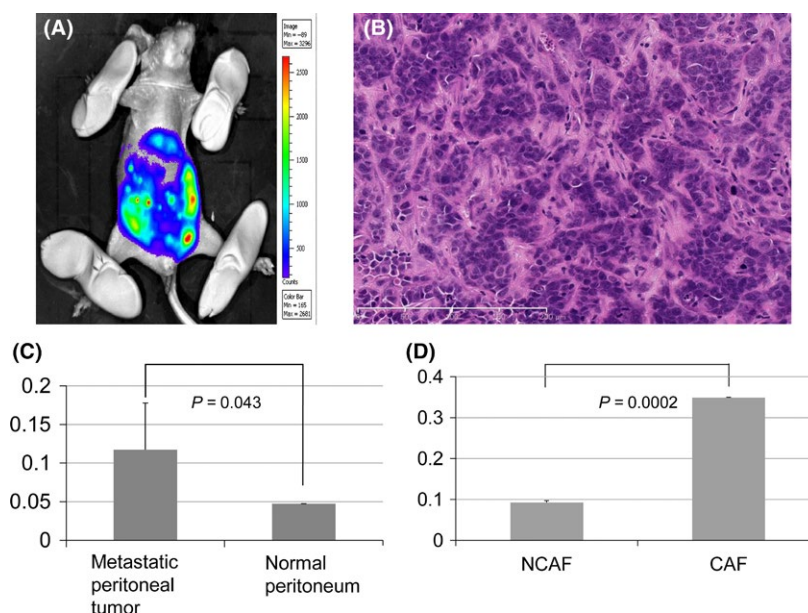 (A)
Image
Min = -89
Max = 3296
2500
2000
1500
1000
500
Counts
Color Bar
Min = 165
Max = 2681
(B)
(C)
0.2
0.15
0.1
0.05
0
P = 0.043
Metastatic
peritoneal
tumor
Normal
peritoneum
(D)
0.4
0.3
0.2
0.1
0
P = 0.0002
NCAF
CAF